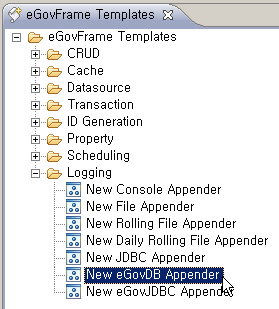 eGovFrame Templates
eGovFrame Templates
CRUD
Cache
Datasource
Transaction
ID Generation
Property
Scheduling
Logging
New Console Appender
New File Appender
New Rolling File Appender
New Daily Rolling File Appender
New JDBC Appender
New eGovDB Appender
New eGovJDBC Appender